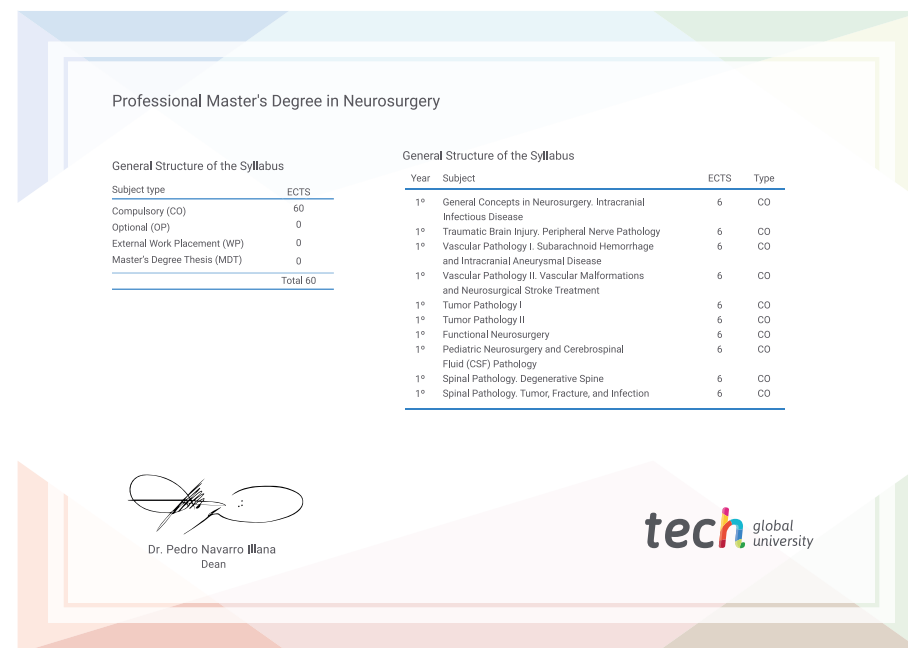 Professional Master's Degree in Neurosurgery
General Structure of the Syllabus
Subject type ECTS
Compulsory (CO) 60
Optional (OP) 0
External Work Placement (WP) 0
Master's Degree Thesis (MDT) 0
Total 60
General Structure of the Syllabus
Year Subject ECTS Type
1º General Concepts in Neurosurgery. Intracranial 6 CO
Infectious Disease
1º Traumatic Brain Injury. Peripheral Nerve Pathology 6 CO
1º Vascular Pathology I. Subarachnoid Hemorrhage 6 CO
and Intracranial Aneurysmal Disease
1º Vascular Pathology II. Vascular Malformations 6 CO
and Neurosurgical Stroke Treatment
1º Tumor Pathology I 6 CO
1º Tumor Pathology II 6 CO
1º Functional Neurosurgery 6 CO
1º Pediatric Neurosurgery and Cerebrospinal 6 CO
Fluid (CSF) Pathology
1º Spinal Pathology. Degenerative Spine 6 CO
1º Spinal Pathology. Tumor, Fracture, and Infection 6 CO
Dr. Pedro Navarro Illana
Dean
tech global
university